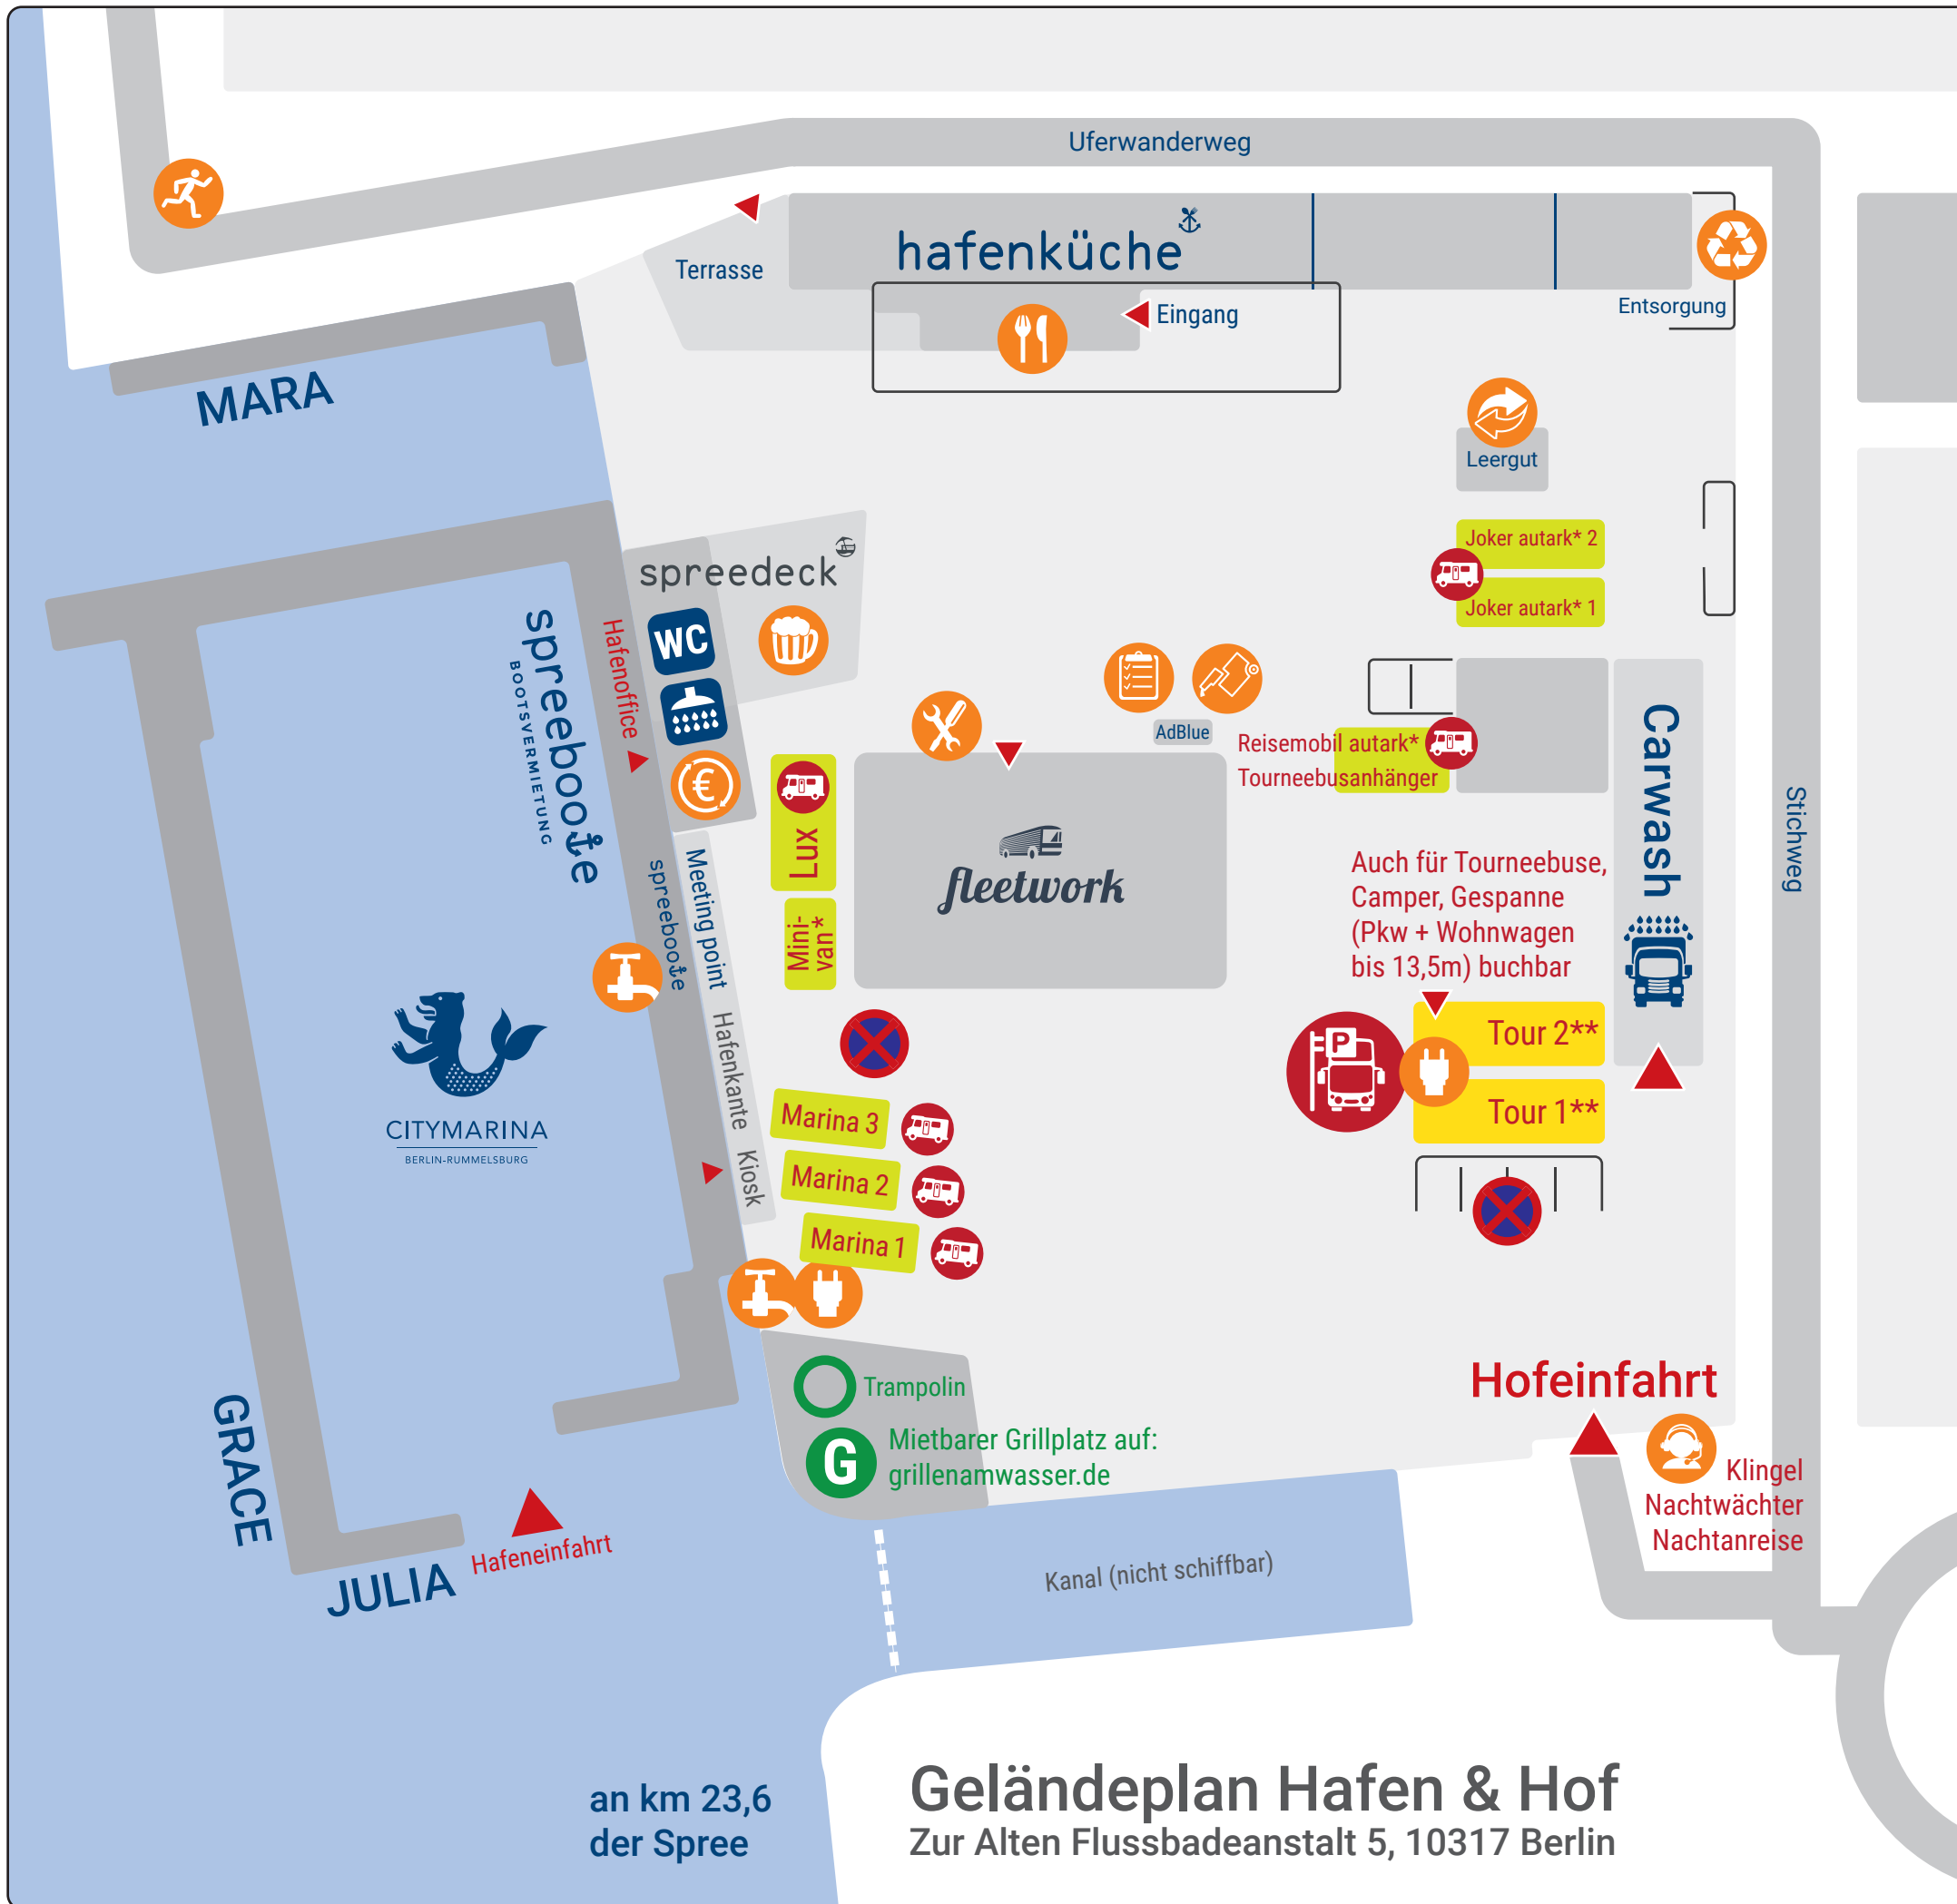 Uferwanderweg
hafenküche
Terrasse
Eingang
Entsorgung
MARA
Leergut
Joker autark* 2
Joker autark* 1
spreedeck
WC
Hafenoffice
spreeboote
BOOTSVERMIETUNG
€
AdBlue
Reisemobil autark*
Tourneebusanhänger
Carwash
Stichweg
Lux
Mini-
van*
fleetwork
Meeting point
spreeboote
Auch für Tourneebuse,
Camper, Gespanne
(Pkw + Wohnwagen
bis 13,5m) buchbar
Hafenkante
Kiosk
P
Tour 2**
Tour 1**
CITYMARINA
BERLIN-RUMMELSBURG
Marina 3
Marina 2
Marina 1
Trampolin
G
Mietbarer Grillplatz auf:
grillenamwasser.de
Hofeinfahrt
Klingel
Nachtwächter
Nachtanreise
GRACE
JULIA
Hafeneinfahrt
Kanal (nicht schiffbar)
an km 23,6
der Spree
Geländeplan Hafen & Hof
Zur Alten Flussbadeanstalt 5, 10317 Berlin